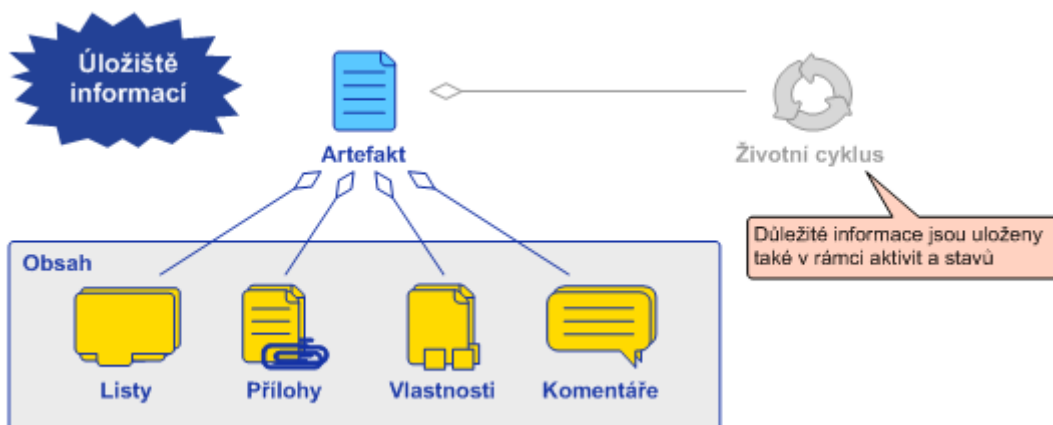 Úložiště
informací
Artefakt
Životní cyklus
Důležité informace jsou uloženy
také v rámci aktivit a stavů
Obsah
Listy
Přílohy
Vlastnosti
Komentáře